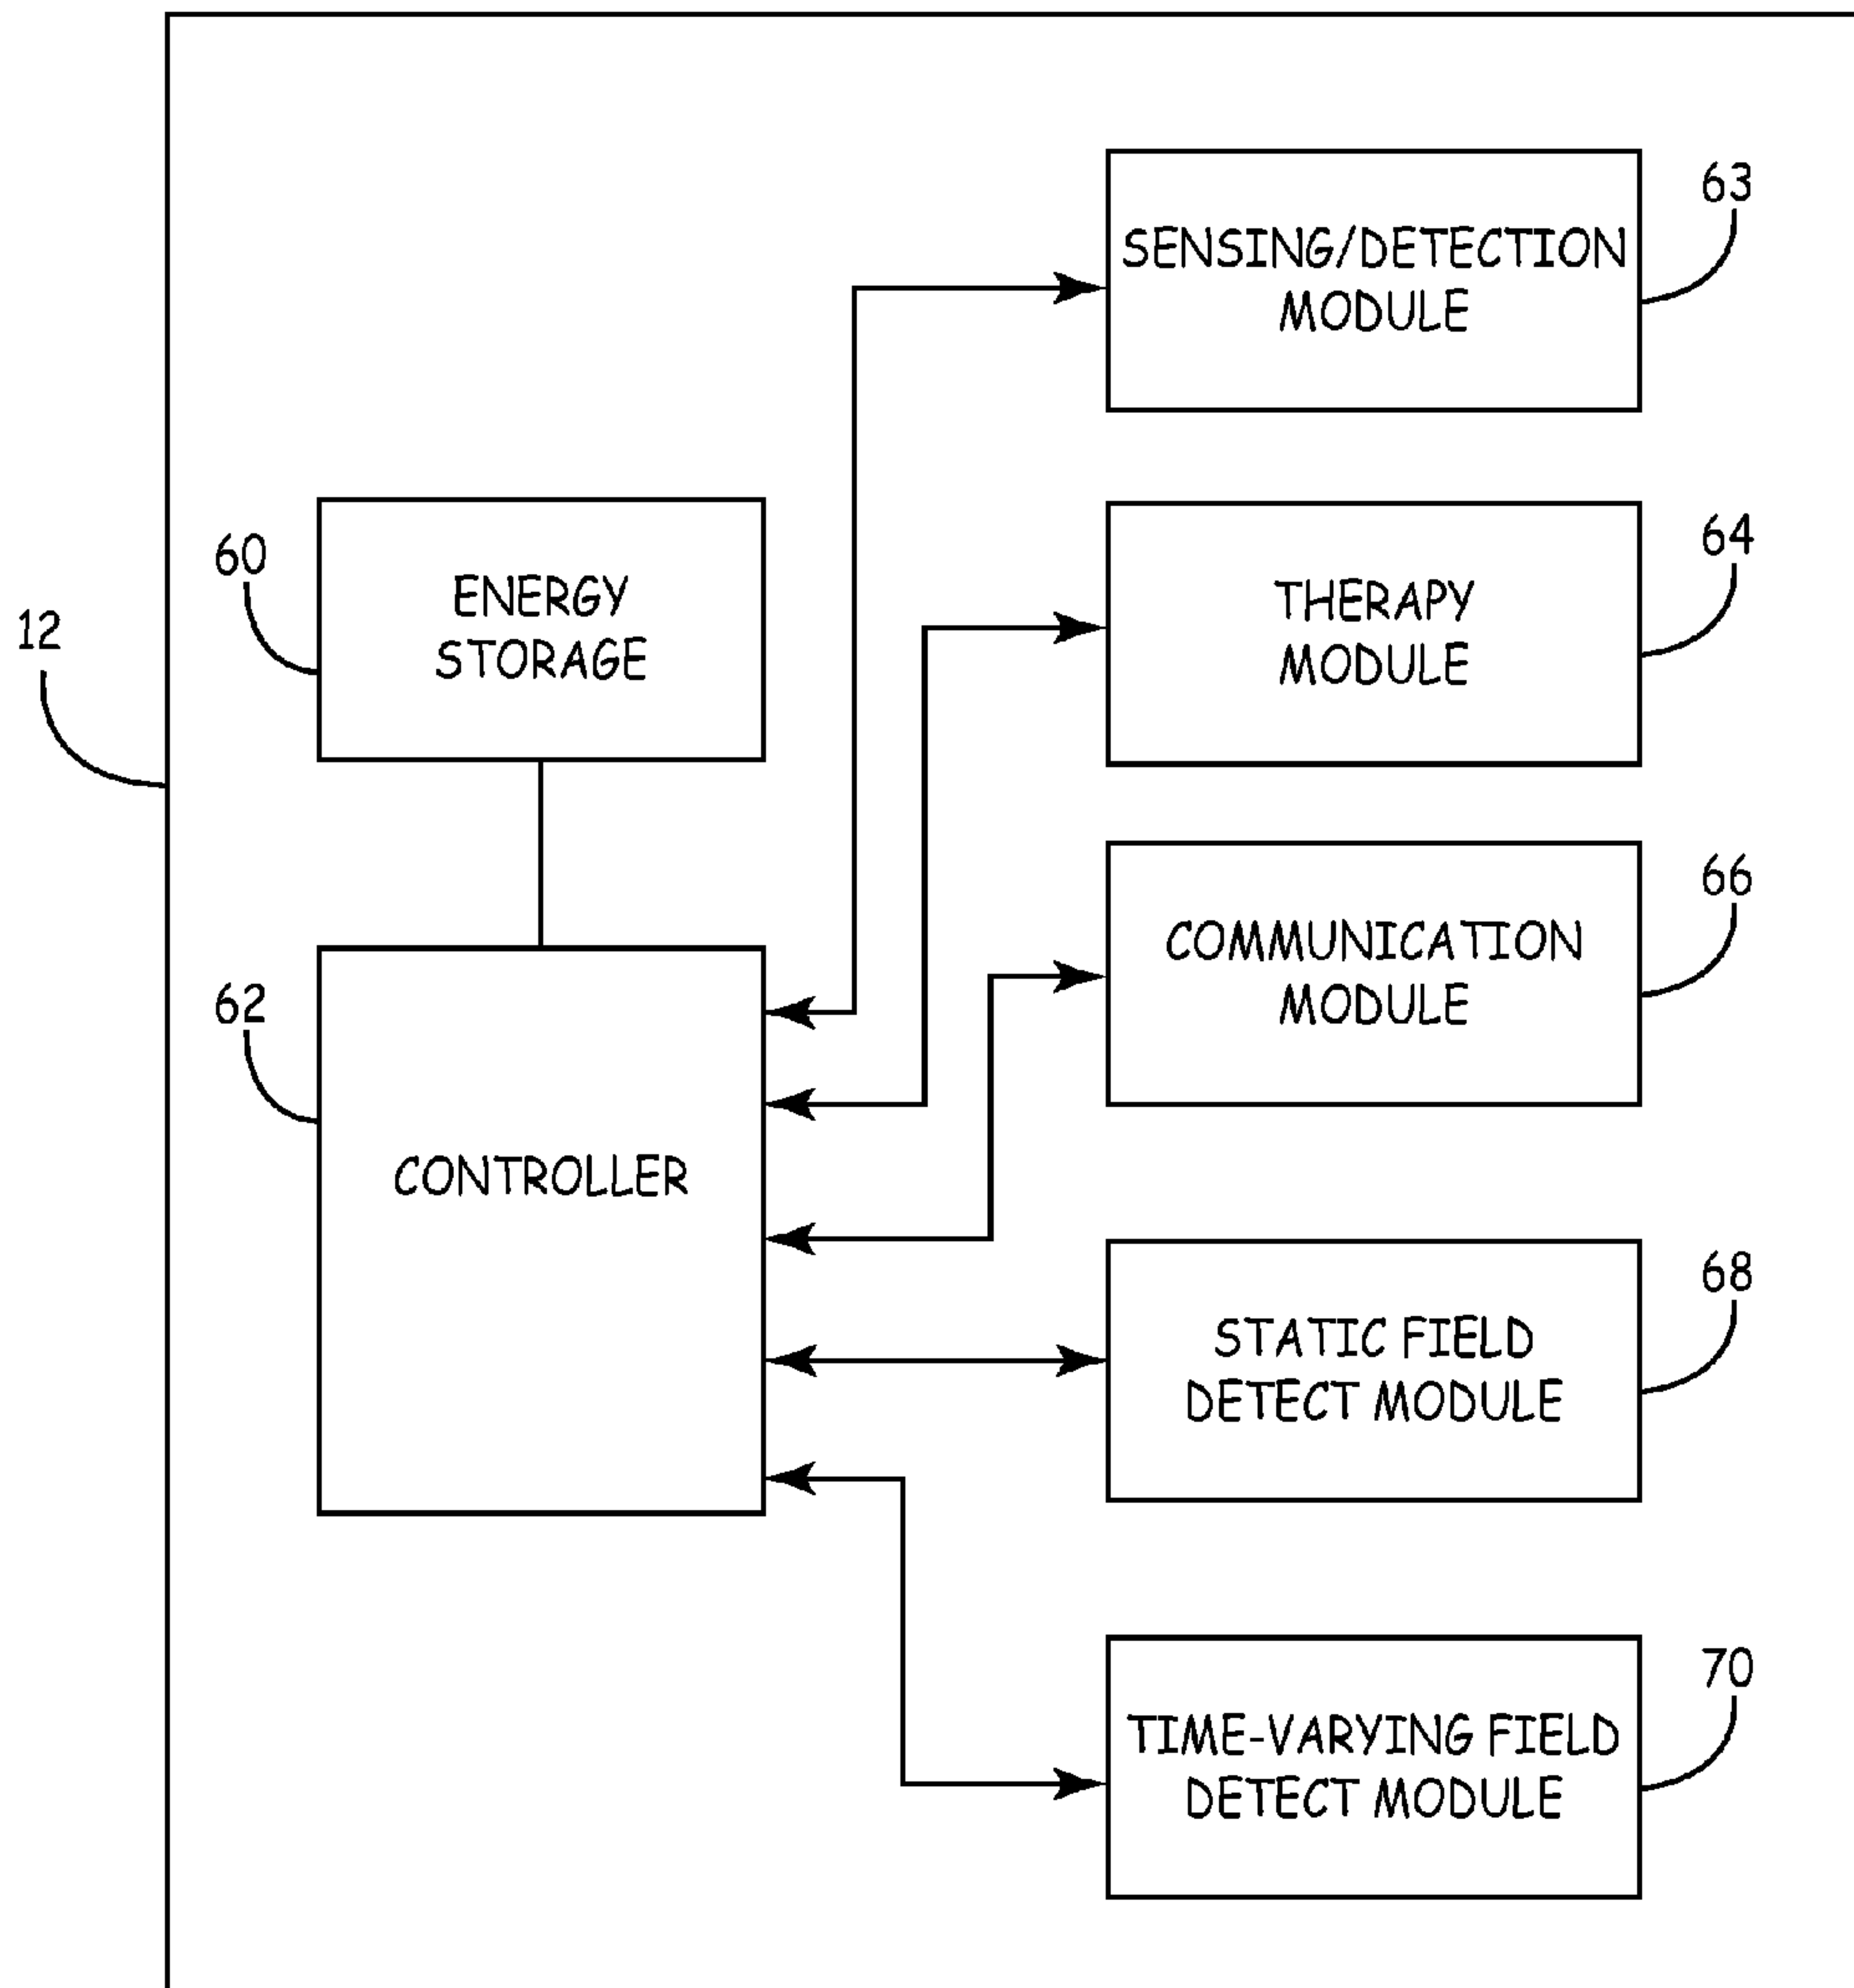 63
SENSING/DETECTION
MODULE
64
THERAPY
MODULE
60
ENERGY
STORAGE
12
66
COMMUNICATION
MODULE
62
CONTROLLER
68
STATIC FIELD
DETECT MODULE
70
TIME-VARYING FIELD
DETECT MODULE